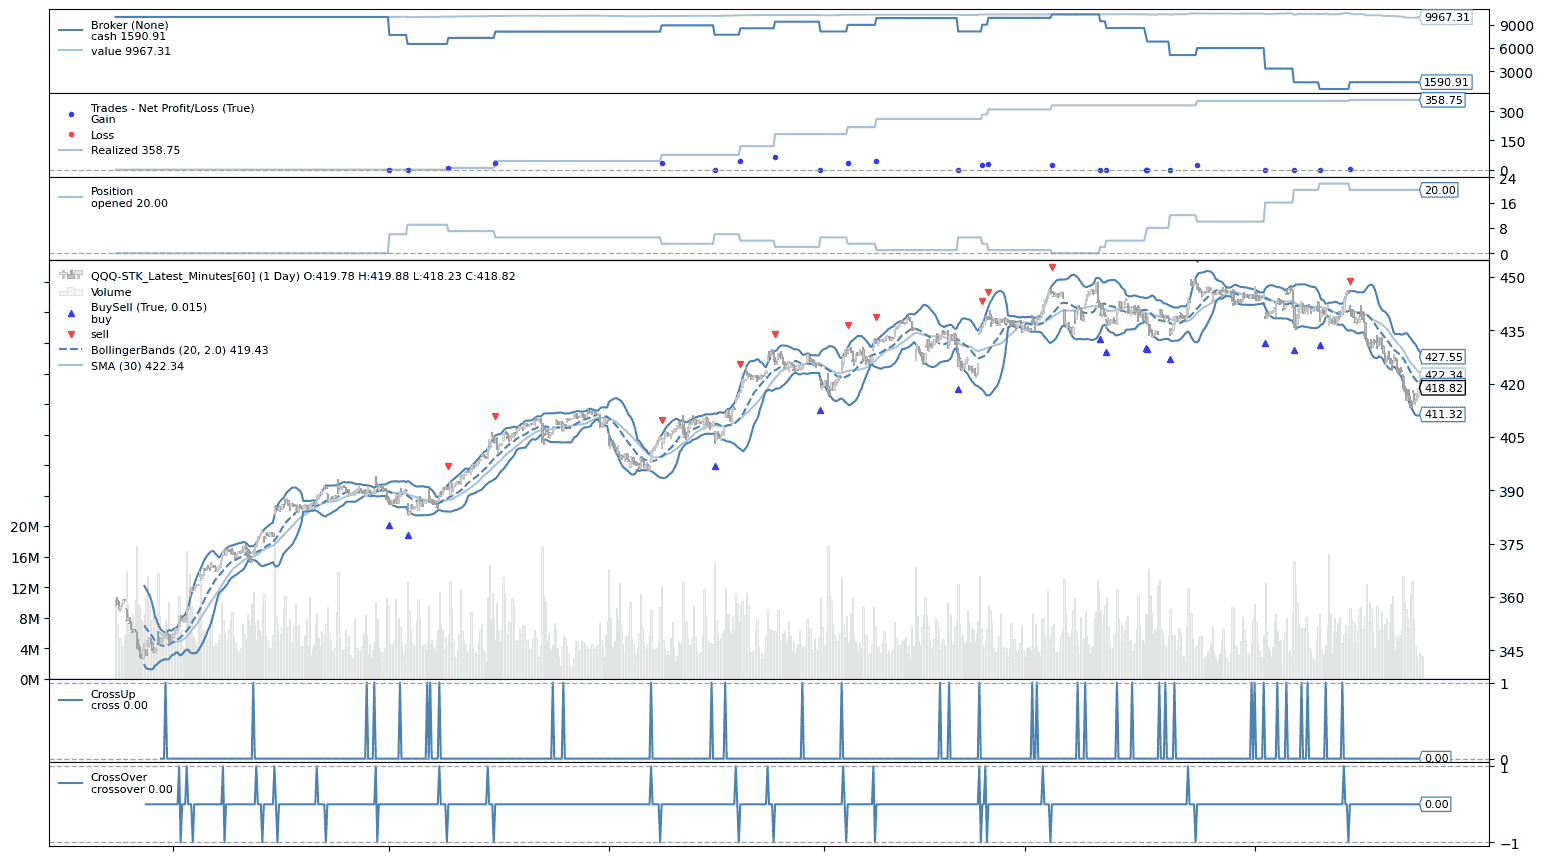 Broker (None)
cash 1590.91
value 9967.31
9967.31
9000
6000
3000
1590.91
Trades - Net Profit/Loss (True)
Gain
Loss
Realized 358.75
358.75
300
150
0
Position
opened 20.00
24
20.00
16
8
0
QQQ-STK_Latest_Minutes[60] (1 Day) O:419.78 H:419.88 L:418.23 C:418.82
Volume
BuySell (True, 0.015)
buy
sell
BollingerBands (20, 2.0) 419.43
SMA (30) 422.34
450
435
427.55
422.34
420
418.82
411.32
405
390
375
360
345
20M
16M
12M
8M
4M
0M
CrossUp
cross 0.00
1
0
0.00
CrossOver
crossover 0.00
1
0.00
−1